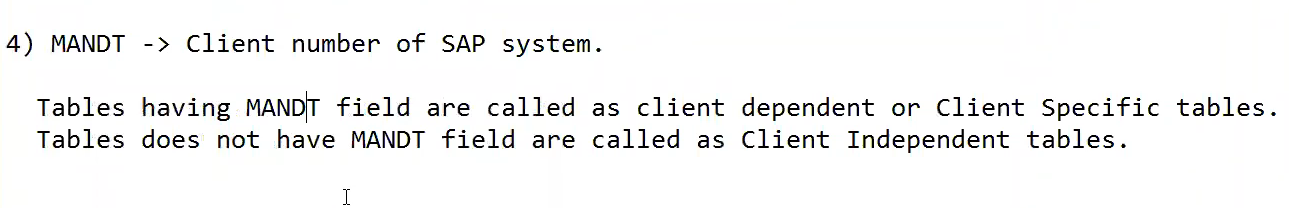 4) MANDT -> Client number of SAP system.
Tables having MANDT field are called as client dependent or Client Specific tables.
Tables does not have MANDT field are called as Client Independent tables.